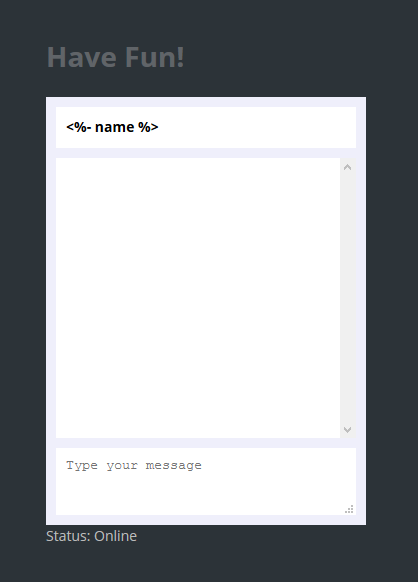 Have Fun!
<%- name %>
Type your message
Status: Online